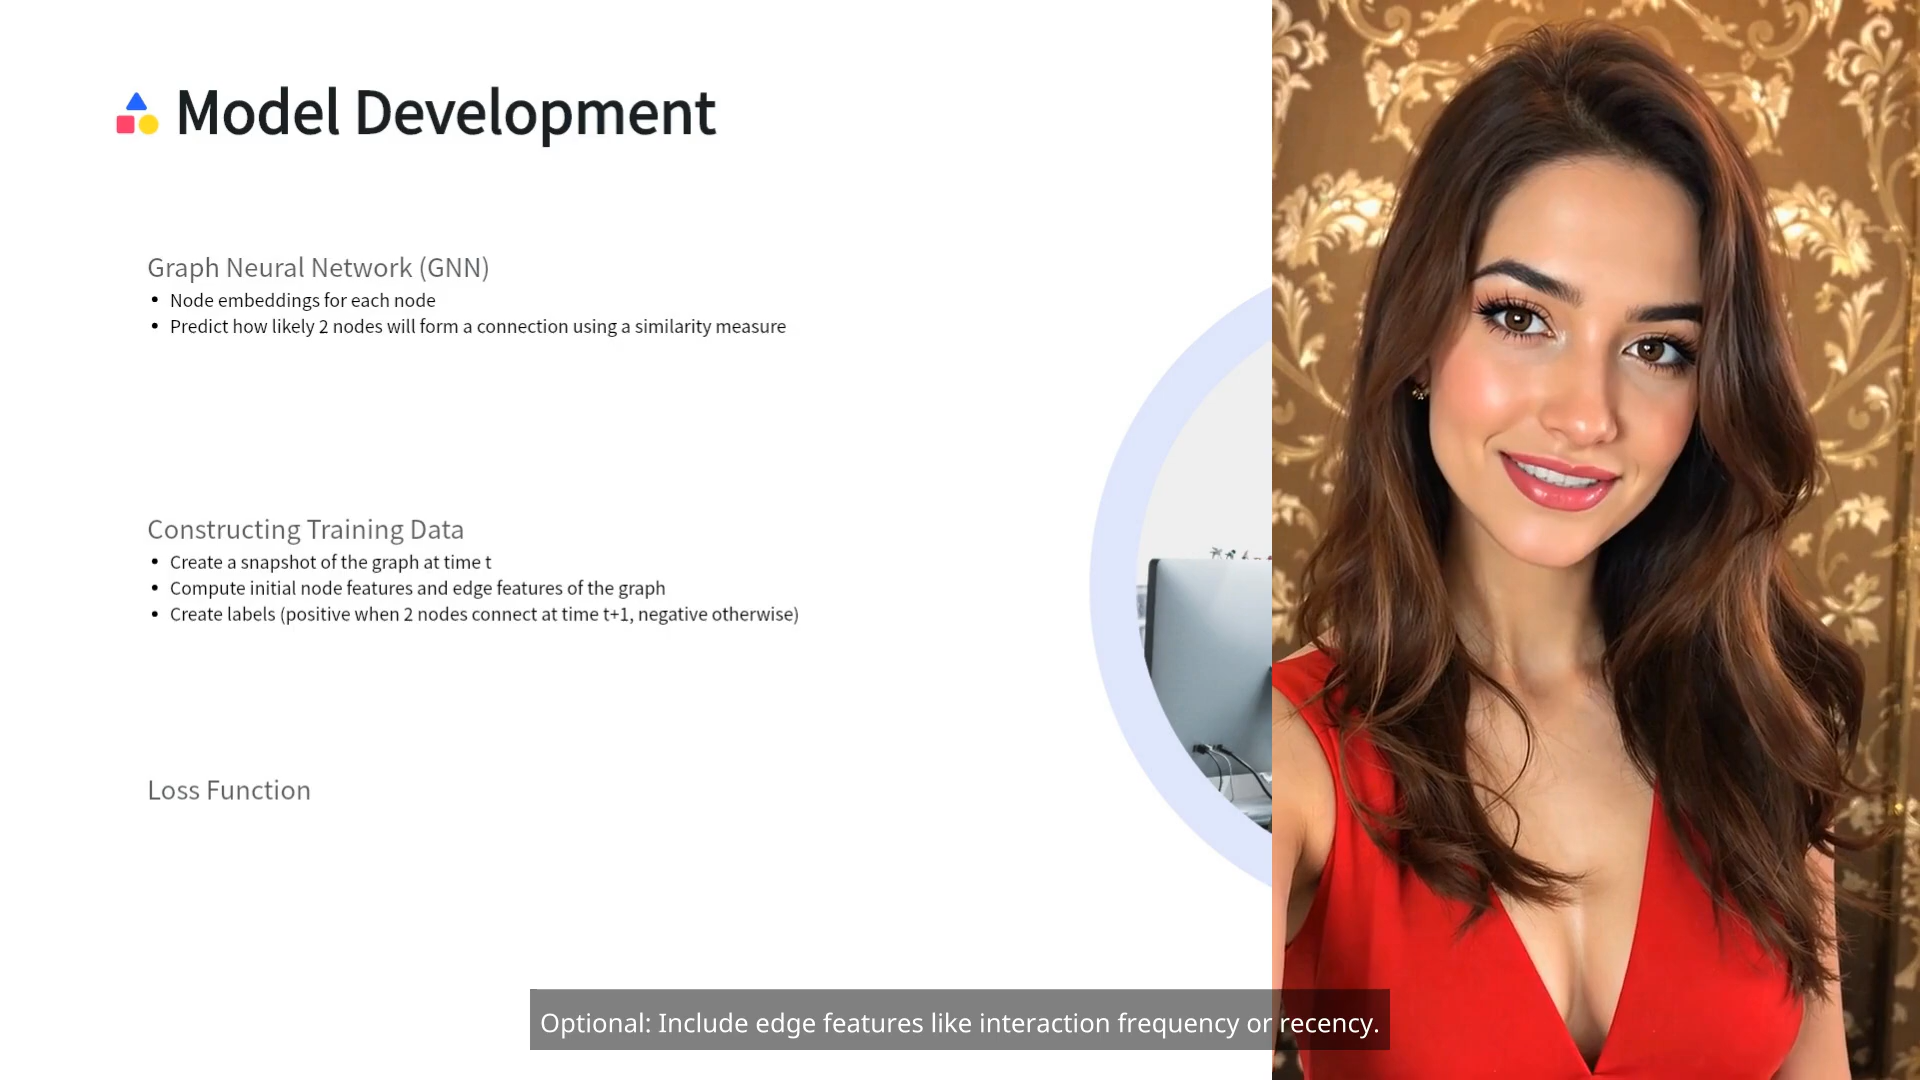 Model Development
Graph Neural Network (GNN)
• Node embeddings for each node
• Predict how likely 2 nodes will form a connection using a similarity measure
Constructing Training Data
• Create a snapshot of the graph at time t
• Compute initial node features and edge features of the graph
• Create labels (positive when 2 nodes connect at time t+1, negative otherwise)
Loss Function
Optional: Include edge features like interaction frequency or recency.